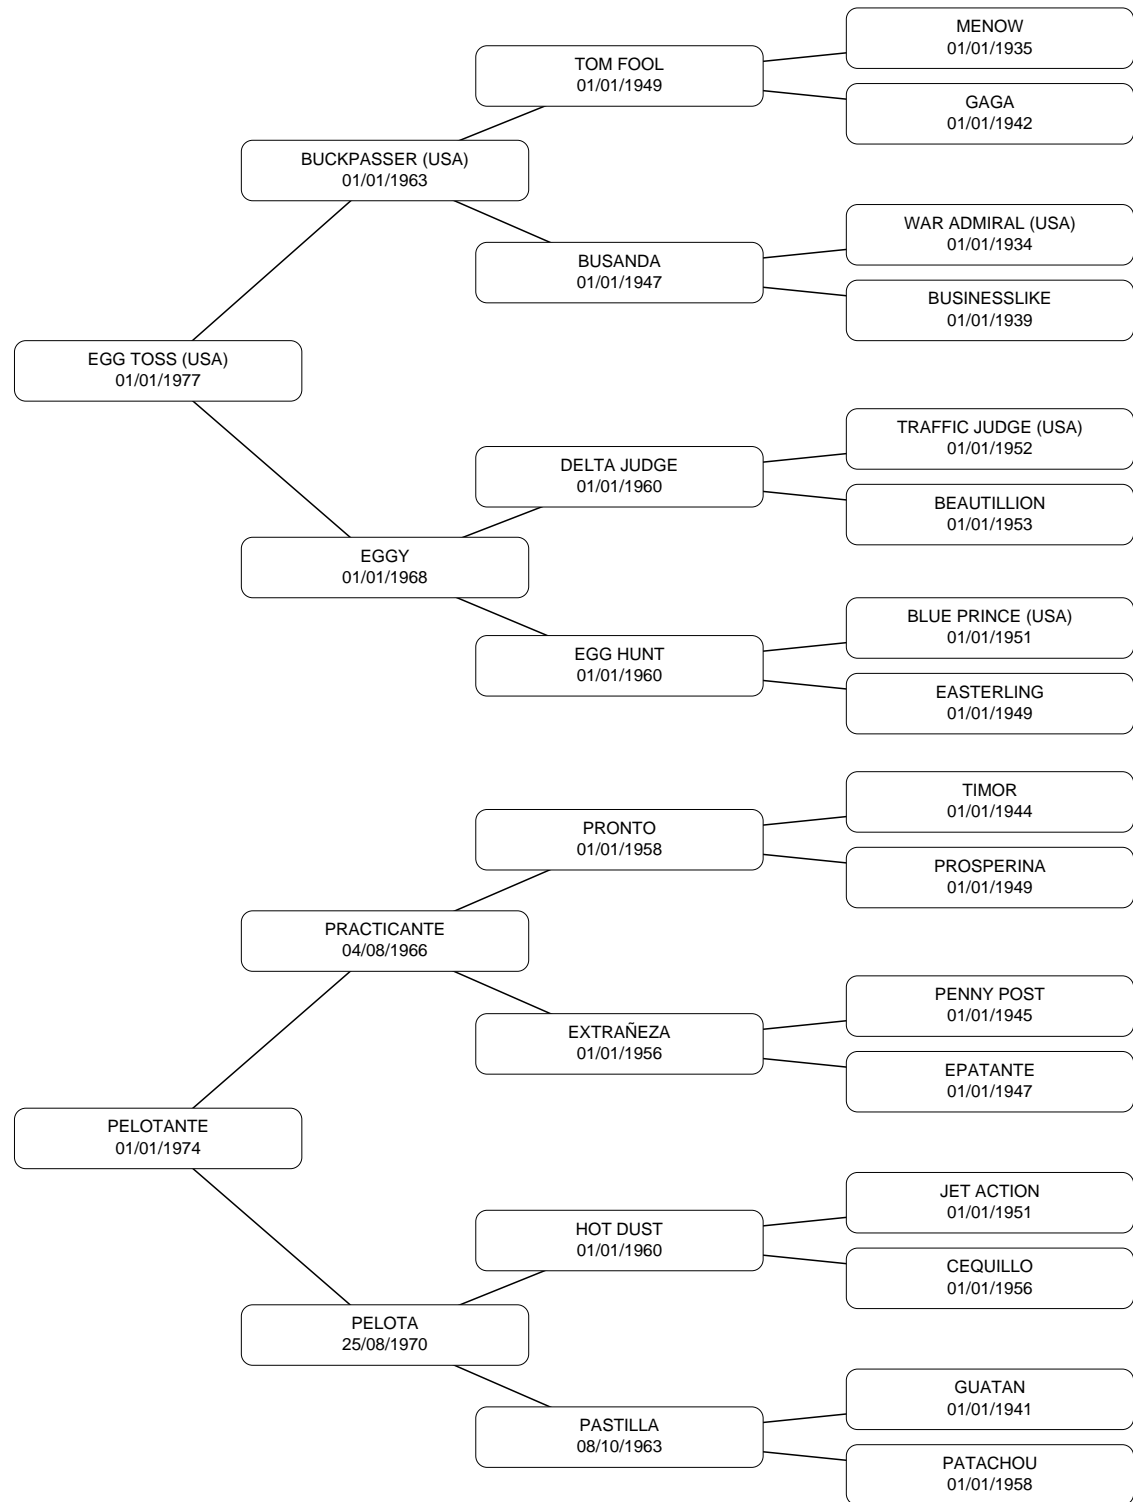 MENOW
01/01/1935
TOM FOOL
01/01/1949
GAGA
01/01/1942
BUCKPASSER (USA)
01/01/1963
WAR ADMIRAL (USA)
01/01/1934
BUSANDA
01/01/1947
BUSINESSLIKE
01/01/1939
EGG TOSS (USA)
01/01/1977
TRAFFIC JUDGE (USA)
01/01/1952
DELTA JUDGE
01/01/1960
BEAUTILLION
01/01/1953
EGGY
01/01/1968
BLUE PRINCE (USA)
01/01/1951
EGG HUNT
01/01/1960
EASTERLING
01/01/1949
TIMOR
01/01/1944
PRONTO
01/01/1958
PROSPERINA
01/01/1949
PRACTICANTE
04/08/1966
PENNY POST
01/01/1945
EXTRAÑEZA
01/01/1956
EPATANTE
01/01/1947
PELOTANTE
01/01/1974
JET ACTION
01/01/1951
HOT DUST
01/01/1960
CEQUILLO
01/01/1956
PELOTA
25/08/1970
GUATAN
01/01/1941
PASTILLA
08/10/1963
PATACHOU
01/01/1958